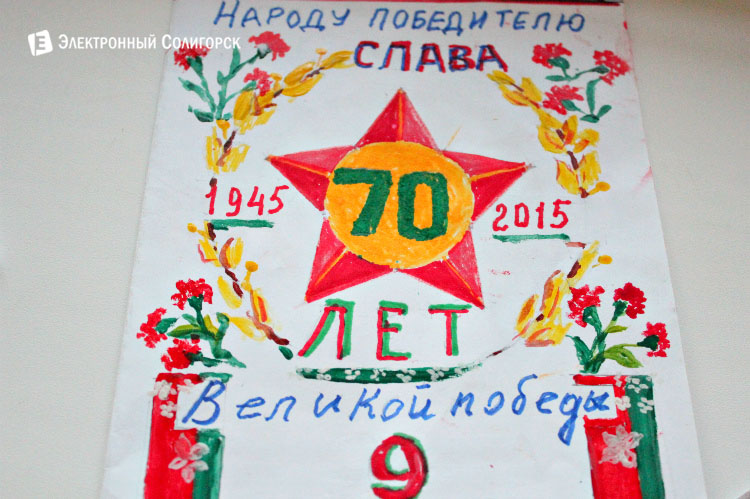 Народу победителю
Электронный Солигорск
СЛАВА
70
1945
2015
ЛЕТ
Великой победы
9